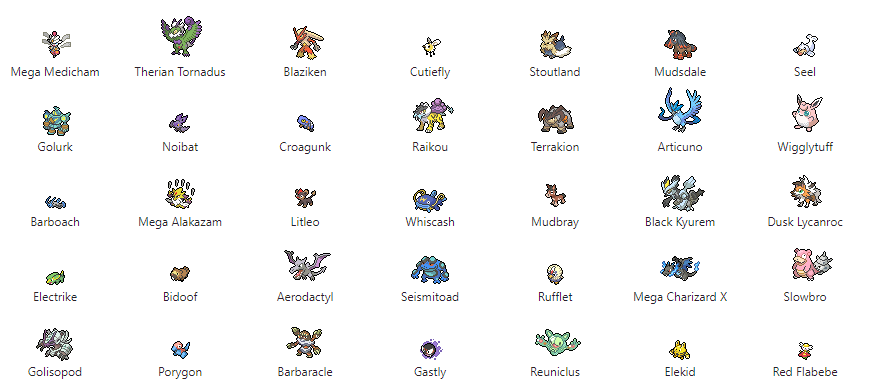 Mega Medicham Therian Tornadus Blaziken Cutiefly Stoutland Mudsdale Seel
Golurk Noibat Croagunk Raikou Terrakion Articuno Wigglytuff
Barboach Mega Alakazam Litleo Whiscash Mudbray Black Kyurem Dusk Lycanroc
Electrike Bidoof Aerodactyl Seismitoad Rufflet Mega Charizard X Slowbro
Golisopod Porygon Barbaracle Gastly Reuniclus Elekid Red Flabebe